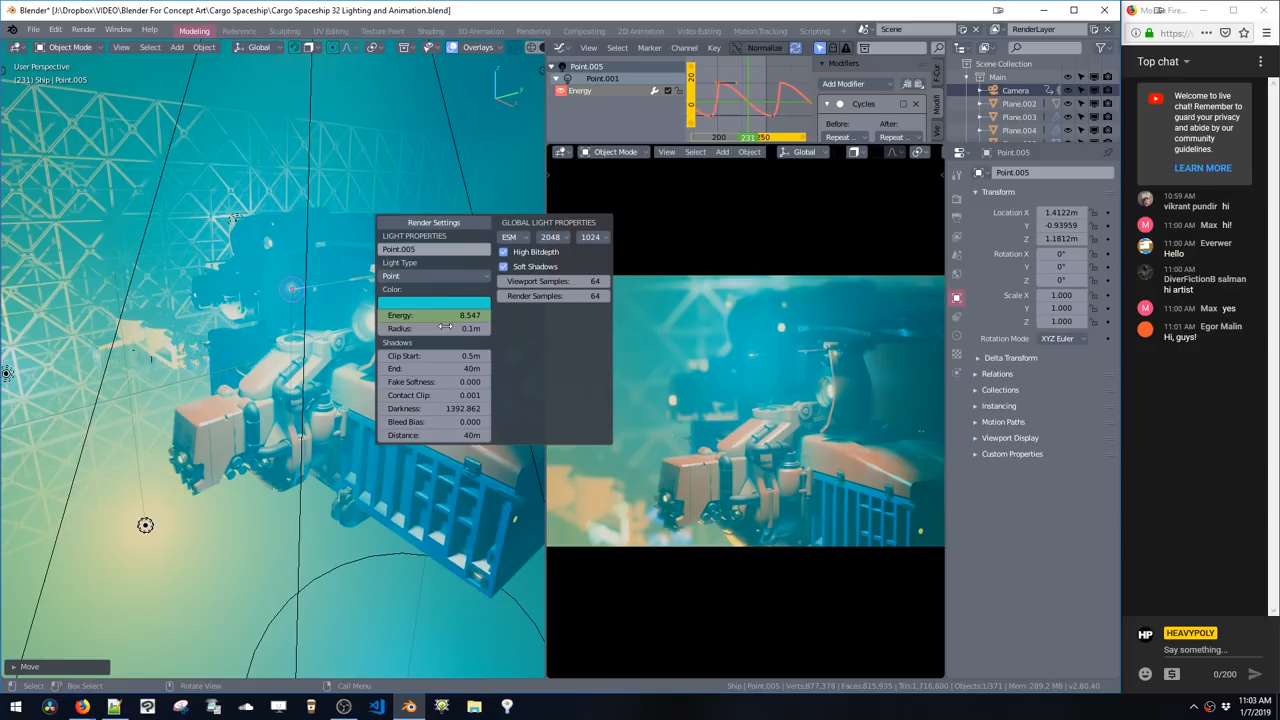 Blender* [J:\Dropbox\VIDEO\Blender For Concept Art\Cargo Spaceship\Cargo Spaceship 32 Lighting and Animation.blend]
File Edit Render Window Help Modeling Reference Sculpting UV Editing Texture Paint Shading Animation Rendering Compositing 2D Animation Video Editing Motion Tracking Scripting Scene RenderLayer
Object Mode View Select Add Object Global Overlays
User Perspective
(231) Ship | Point.005
View Select Marker Channel Key Normalize
Point.005
Point.001
Energy
20
0
200 231 250
Modifiers
Add Modifier
Cycles
Before: After:
Repeat ... Repeat ...
F-Cur
Modifi
Vie
Scene Collection
Main
Camera
Plane.002
Plane.003
Plane.004
Object Mode View Select Add Object Global
Point.005
Point.005
Transform
Location X 1.4122m
Y -0.93959
Z 1.1812m
Rotation X 0°
Y 0°
Z 0°
Scale X 1.000
Y 1.000
Z 1.000
Rotation Mode XYZ Euler
Delta Transform
Relations
Collections
Instancing
Motion Paths
Viewport Display
Custom Properties
Render Settings
LIGHT PROPERTIES
Point.005
Light Type
Point
Color:
Energy: 8.547
Radius: 0.1m
Shadows
Clip Start: 0.5m
End: 40m
Fake Softness: 0.000
Contact Clip: 0.001
Darkness: 1392.862
Bleed Bias: 0.000
Distance: 40m
GLOBAL LIGHT PROPERTIES
ESM 2048 1024
High Bitdepth
Soft Shadows
Viewport Samples: 64
Render Samples: 64
Move
Select Box Select Rotate View Call Menu
Ship | Point.005 | Verts:877,378 | Faces:815,935 | Tris:1,716,800 | Objects:1/371 | Mem: 289.2 MB | v2.80.40
https://
Top chat
Welcome to
live chat!
Remember to
guard your
privacy and
abide by our
community
guidelines.
LEARN MORE
10:59 AM
vikrant pundir hi
11:00 AM Max hi!
11:00 AM Everwer
Hello
11:00 AM
DiverFictionB salman
hi artist
11:00 AM Max yes
11:01 AM Egor Malin
Hi, guys!
HP HEAVYPOLY
Say something...
0/200
11:03 AM
1/7/2019